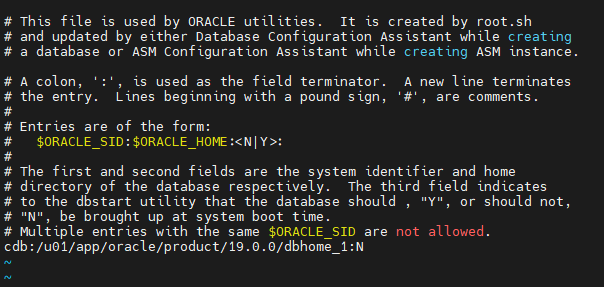 # This file is used by ORACLE utilities.  It is created by root.sh
# and updated by either Database Configuration Assistant while creating
# a database or ASM Configuration Assistant while creating ASM instance.
# A colon, ':', is used as the field terminator.  A new line terminates
# the entry.  Lines beginning with a pound sign, '#', are comments.
#
# Entries are of the form:
#   $ORACLE_SID:$ORACLE_HOME:<N|Y>:
#
# The first and second fields are the system identifier and home
# directory of the database respectively.  The third field indicates
# to the dbstart utility that the database should , "Y", or should not,
# "N", be brought up at system boot time.
# Multiple entries with the same $ORACLE_SID are not allowed.
cdb:/u01/app/oracle/product/19.0.0/dbhome_1:N
~
~